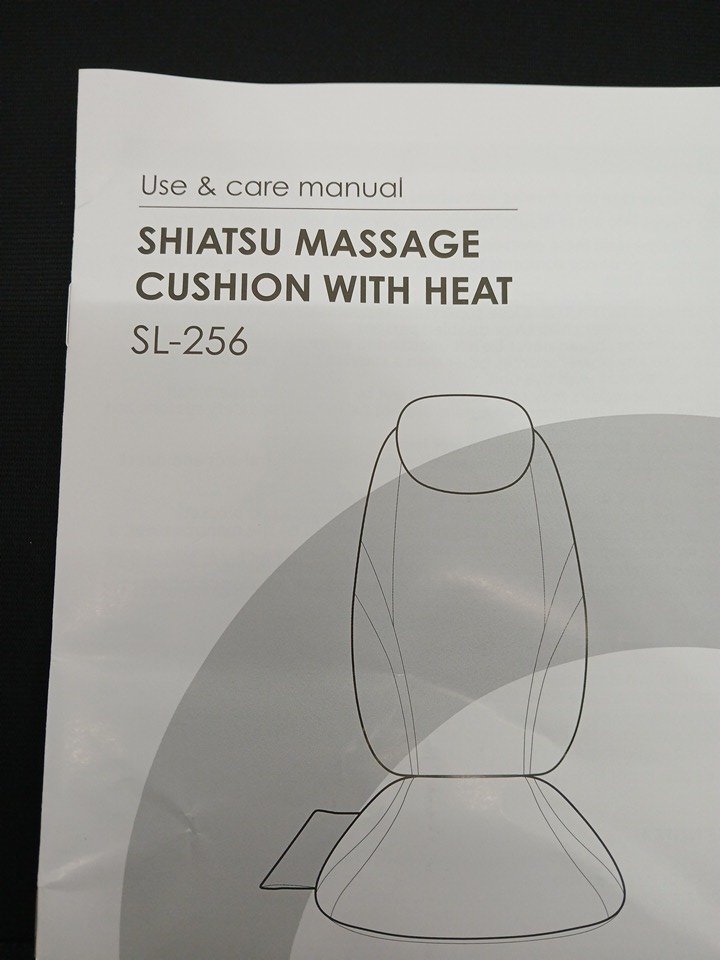 Use & care manual
SHIATSU MASSAGE
CUSHION WITH HEAT
SL-256